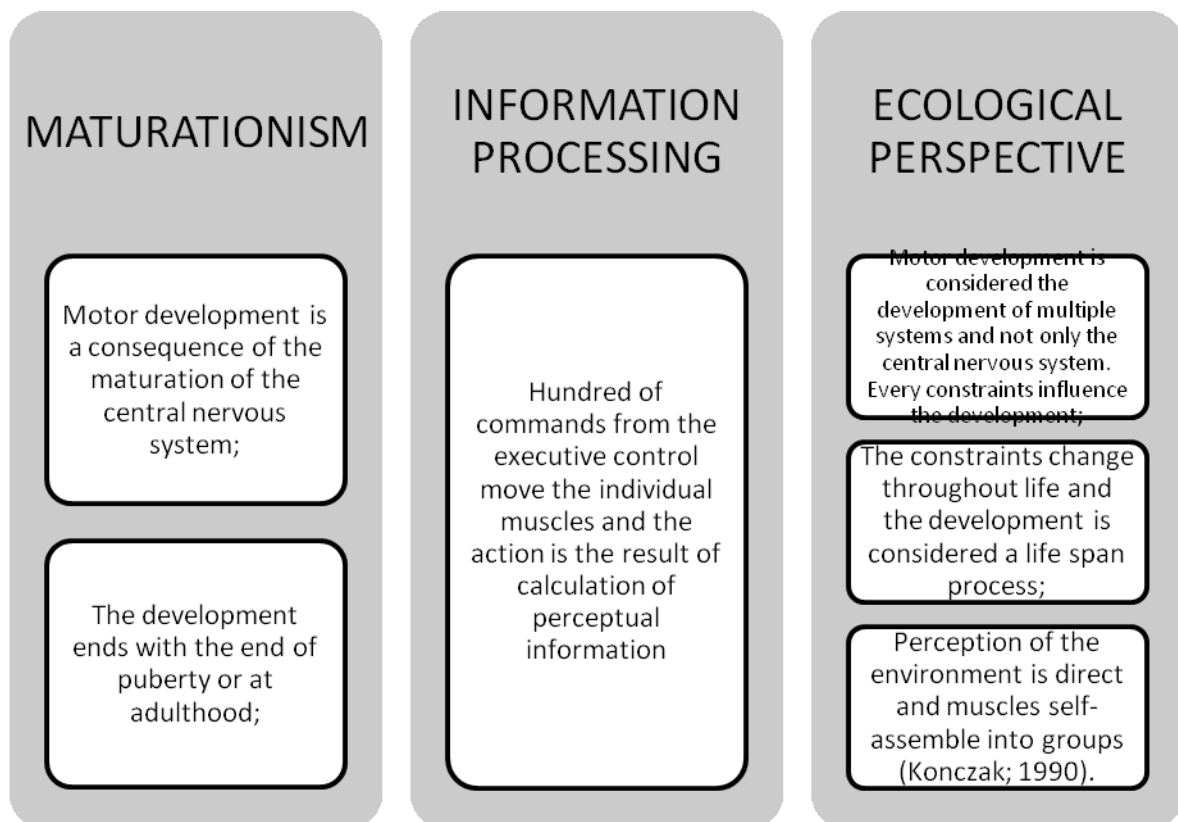 MATURATIONISM
Motor development is
a consequence of the
maturation of the
central nervous
system;
The development
ends with the end of
puberty or at
adulthood;
INFORMATION
PROCESSING
Hundred of
commands from the
executive control
move the individual
muscles and the
action is the result of
calculation of
perceptual
information
ECOLOGICAL
PERSPECTIVE
Motor development is
considered the
development of multiple
systems and not only the
central nervous system.
Every constraints influence
the development;
The constraints change
throughout life and
the development is
considered a life span
process;
Perception of the
environment is direct
and muscles self-
assemble into groups
(Konczak; 1990).